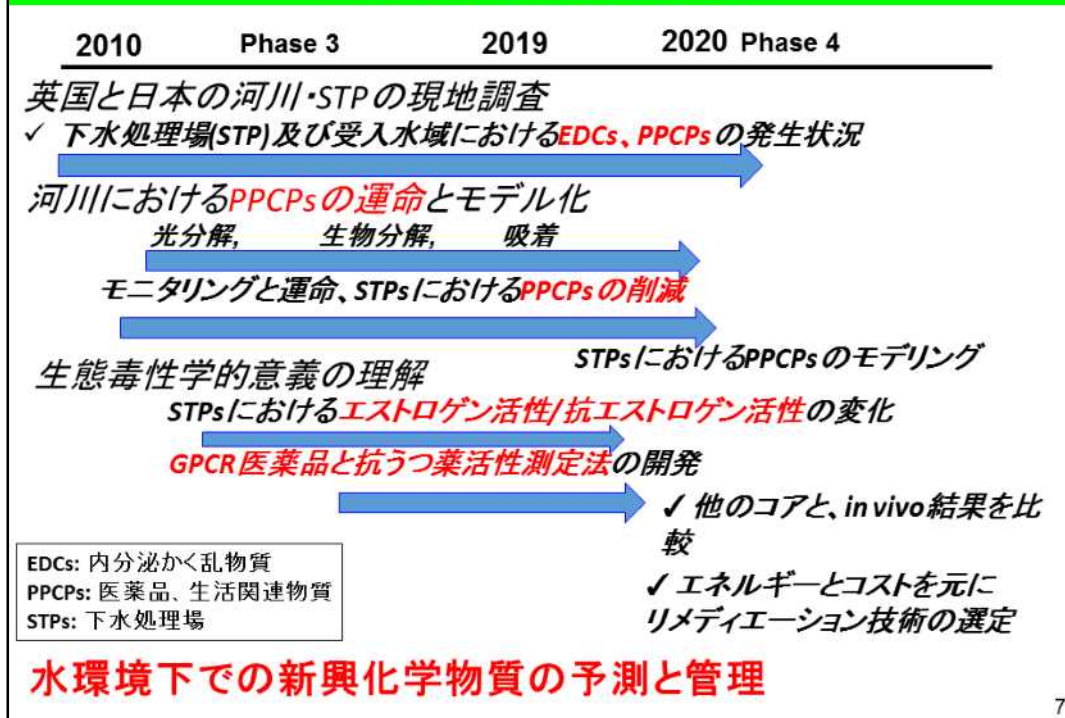 2010 Phase 3 2019 2020 Phase 4
英国と日本の河川・STPの現地調査
✓ 下水処理場(STP)及び受入水域におけるEDCs、PPCPsの発生状況
河川におけるPPCPsの運命とモデル化
光分解, 生物分解, 吸着
モニタリングと運命、STPsにおけるPPCPsの削減
STPsにおけるPPCPsのモデリング
生態毒性学的意義の理解
STPsにおけるエストロゲン活性/抗エストロゲン活性の変化
GPCR医薬品と抗うつ薬活性測定法の開発
✓ 他のコアと、in vivo結果を比
較
✓ エネルギーとコストを元に
リメディエーション技術の選定
EDCs: 内分泌かく乱物質
PPCPs: 医薬品、生活関連物質
STPs: 下水処理場
水環境下での新興化学物質の予測と管理
7